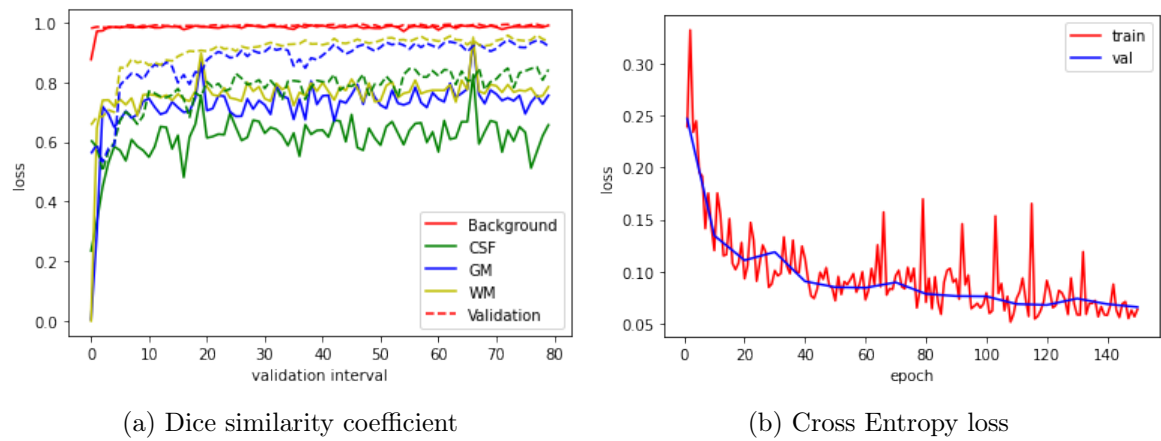 1.0
0.8
0.6
0.4
0.2
0.0
loss
0 10 20 30 40 50 60 70 80
validation interval
Background
CSF
GM
WM
Validation
(a) Dice similarity coefficient
0.30
0.25
0.20
0.15
0.10
0.05
loss
0 20 40 60 80 100 120 140
epoch
train
val
(b) Cross Entropy loss